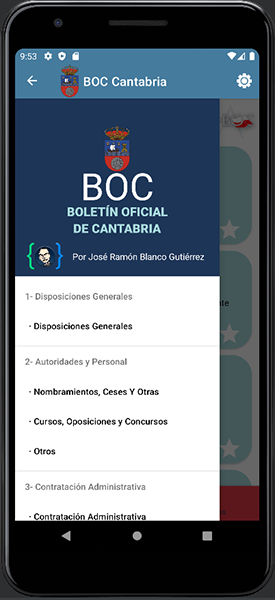 9:53
BOC Cantabria
BOC
BOLETÍN OFICIAL
DE CANTABRIA
Por José Ramón Blanco Gutiérrez
1- Disposiciones Generales
· Disposiciones Generales
2- Autoridades y Personal
· Nombramientos, Ceses Y Otras
· Cursos, Oposiciones y Concursos
· Otros
3- Contratación Administrativa
· Contratación Administrativa